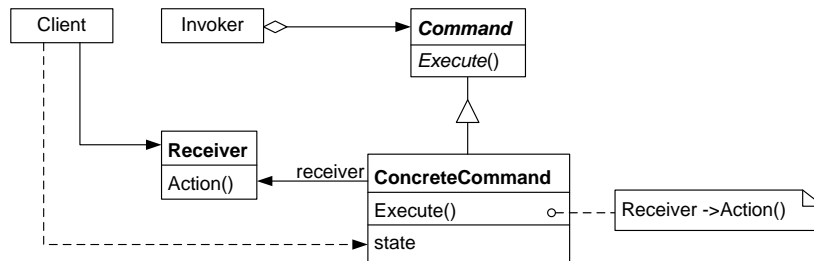 Client
Invoker
Command
Execute()
Receiver
Action()
receiver
ConcreteCommand
Execute()
state
Receiver ->Action()